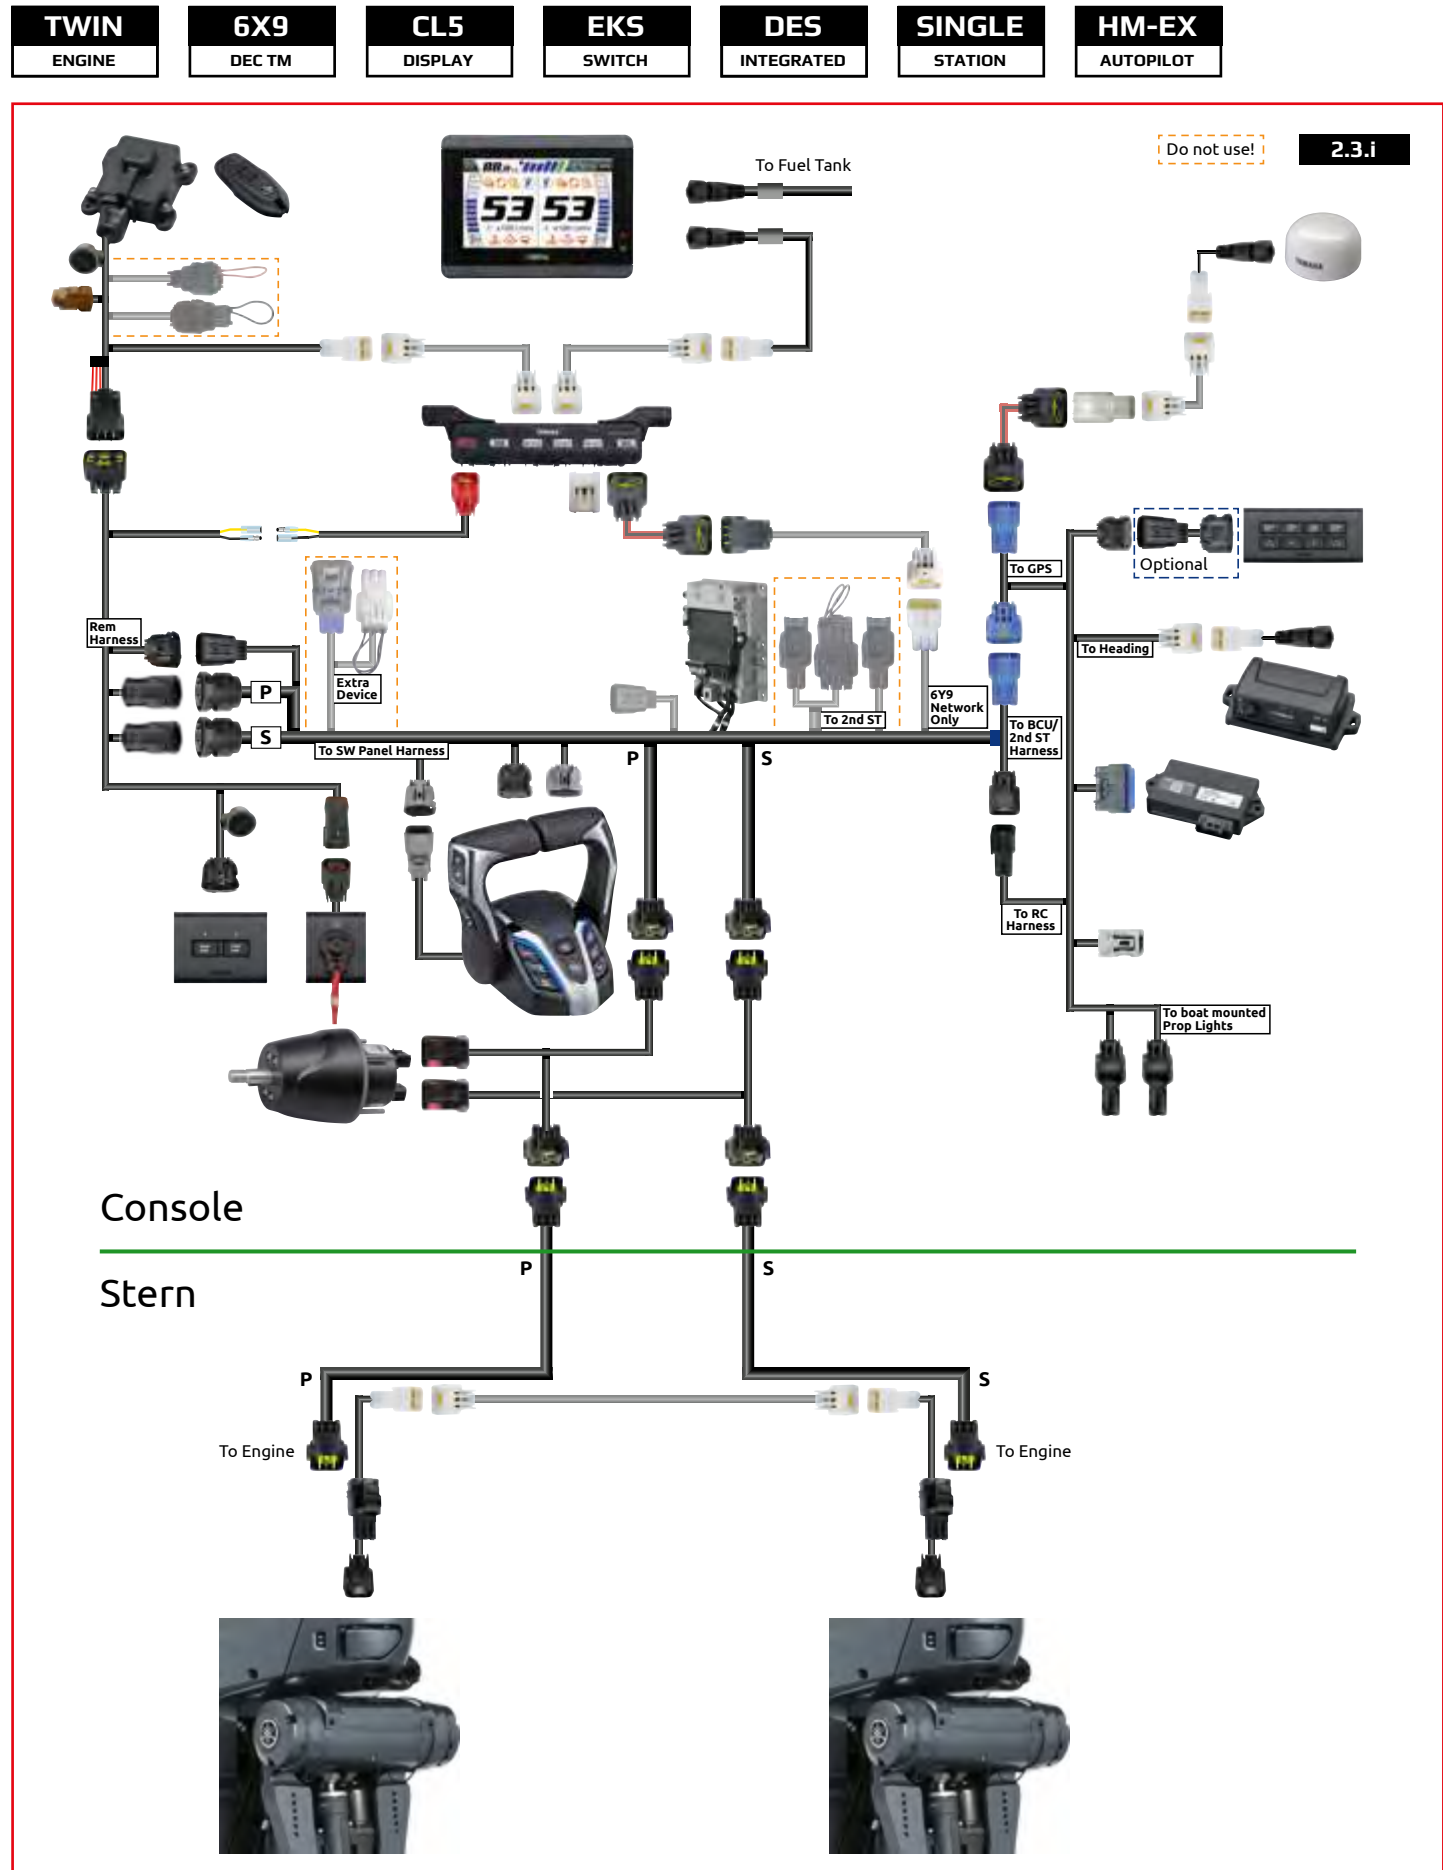 TWIN
ENGINE
6X9
DEC TM
CL5
DISPLAY
EKS
SWITCH
DES
INTEGRATED
SINGLE
STATION
HM-EX
AUTOPILOT
Do not use!
2.3.i
To Fuel Tank
53 53
YAMAHA
To GPS
Optional
Rem
Harness
P
S
Extra
Device
To SW Panel Harness
To 2nd ST
6Y9
Network
Only
To BCU/
2nd ST
Harness
To Heading
P
S
To RC
Harness
To boat mounted
Prop Lights
Console
Stern
P
S
P
S
To Engine
To Engine